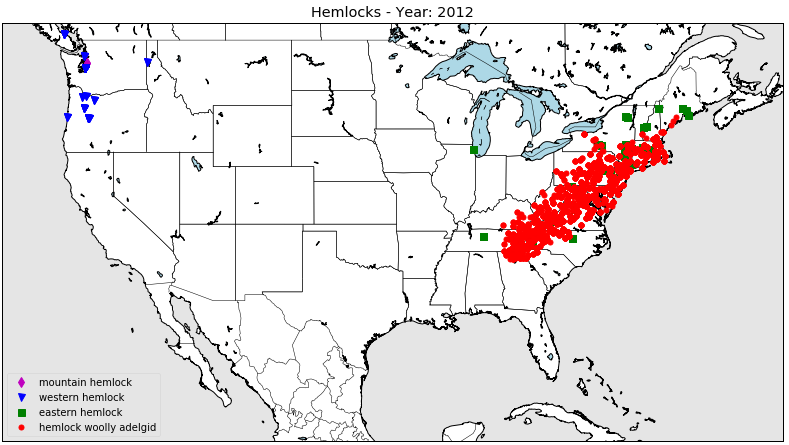 Hemlocks - Year: 2012
mountain hemlock
western hemlock
eastern hemlock
hemlock woolly adelgid